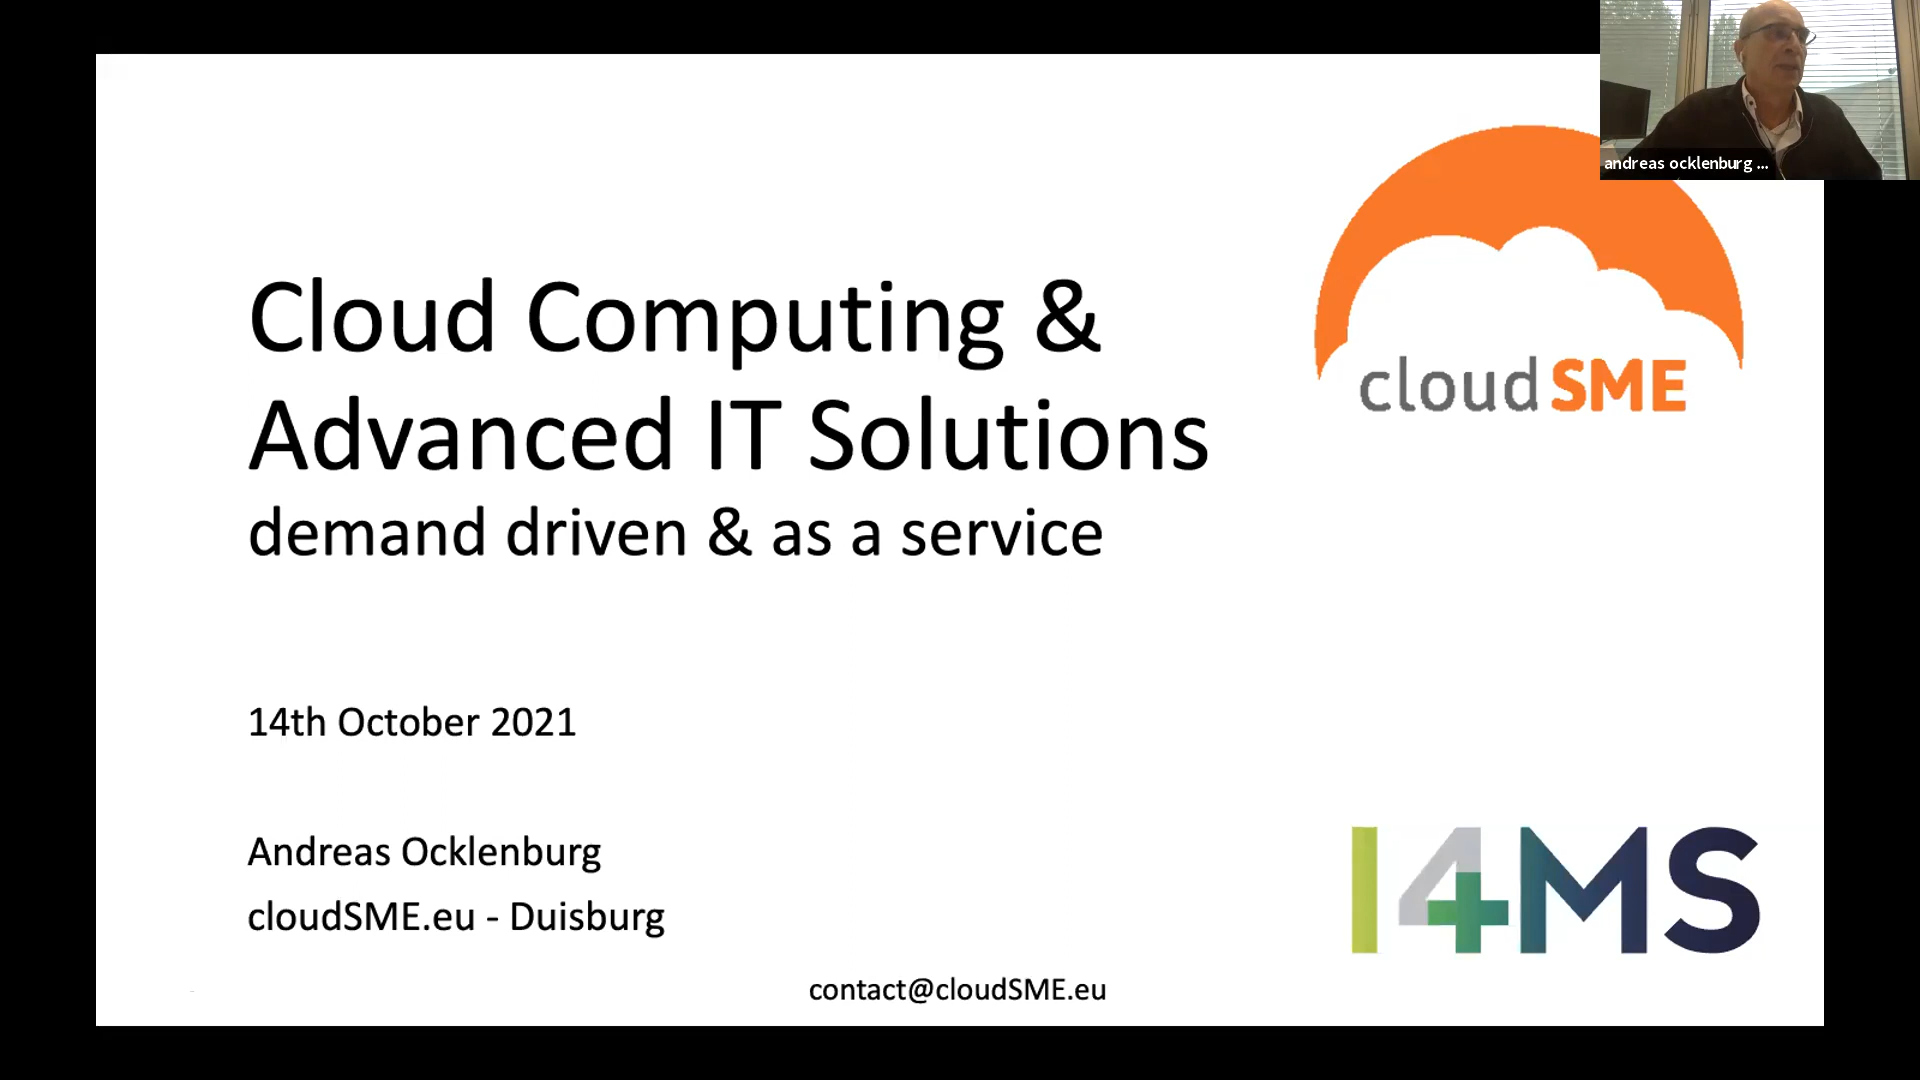 andreas ocklenburg ...
cloudSME
Cloud Computing &
Advanced IT Solutions
demand driven & as a service
14th October 2021
Andreas Ocklenburg
cloudSME.eu - Duisburg
I4MS
contact@cloudSME.eu